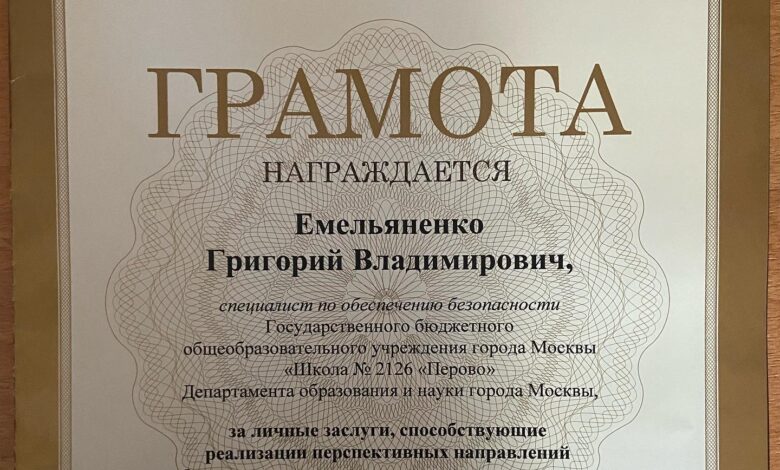 ГРАМОТА
НАГРАЖДАЕТСЯ
Емельяненко
Григорий Владимирович,
специалист по обеспечению безопасности
Государственного бюджетного
общеобразовательного учреждения города Москвы
«Школа № 2126 «Перово»
Департамента образования и науки города Москвы,
за личные заслуги, способствующие
реализации перспективных направлений